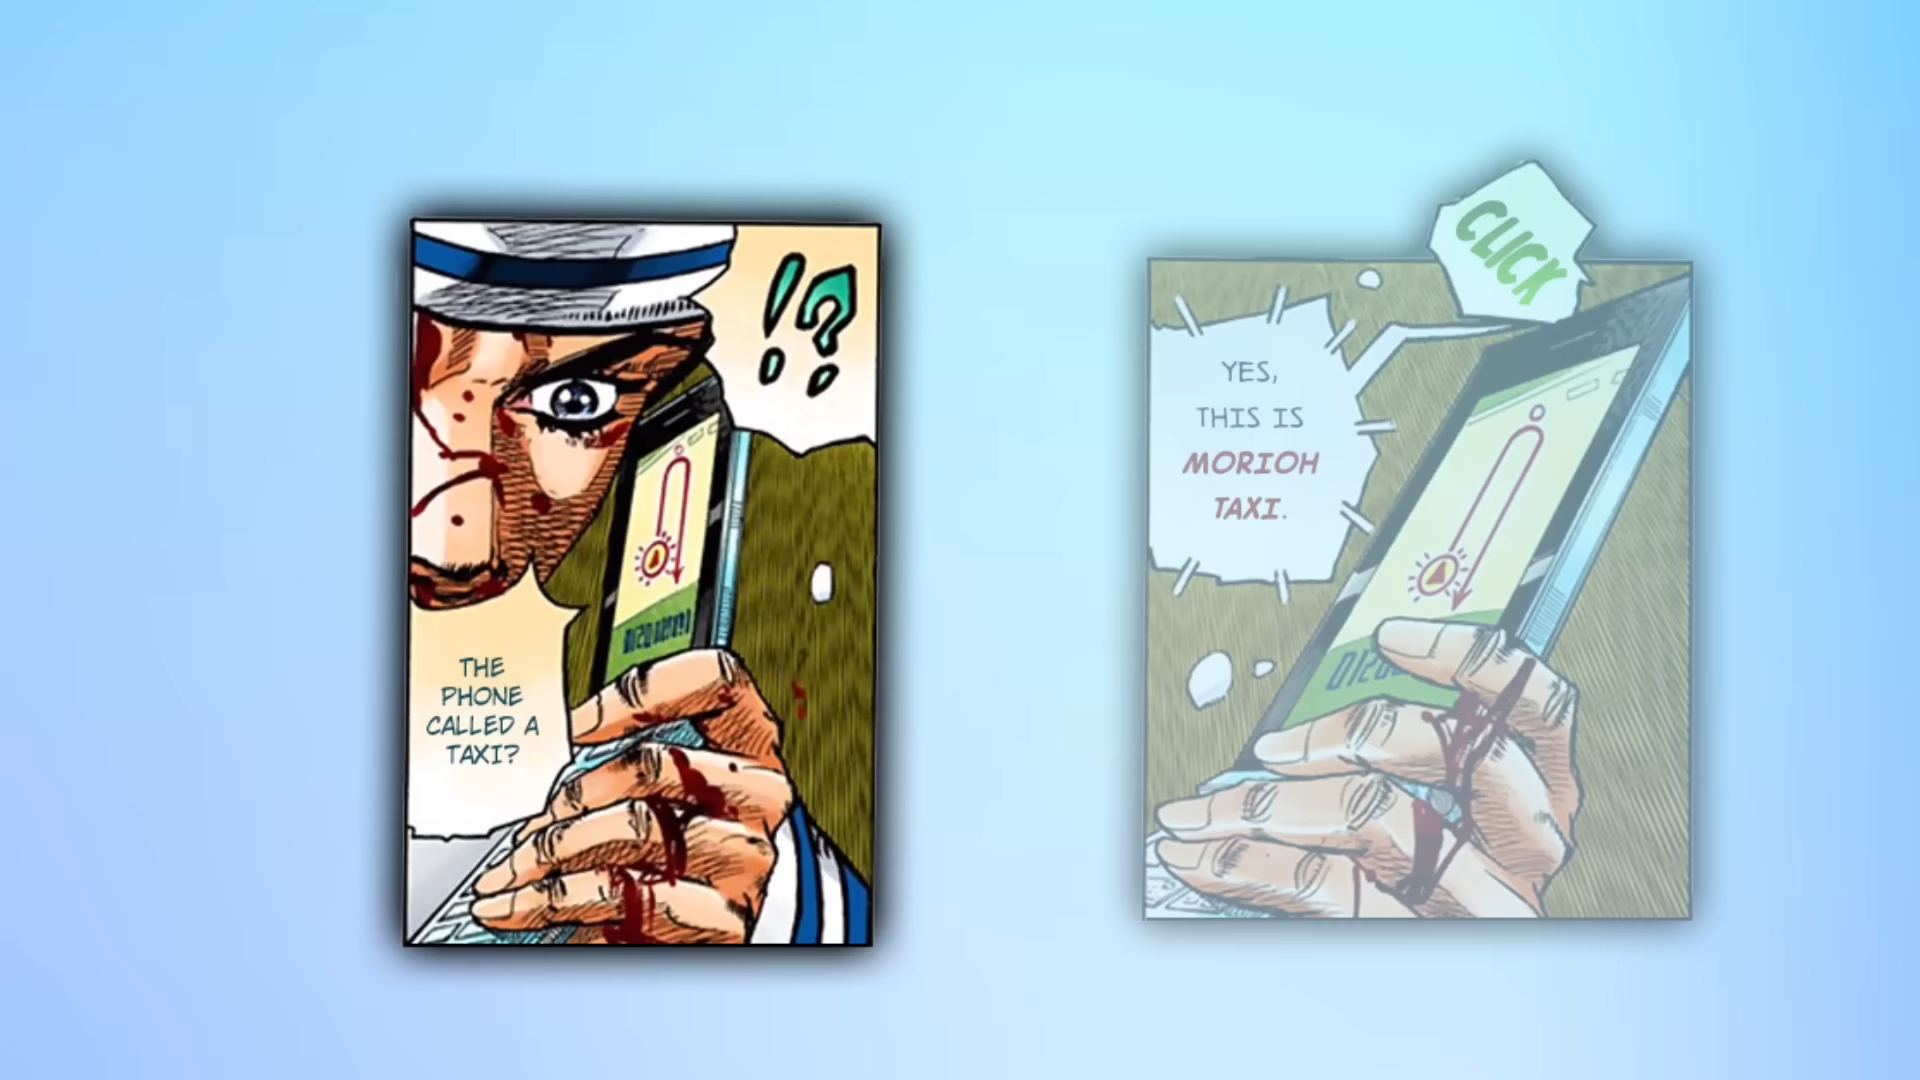 !?
THE
PHONE
CALLED A
TAXI?
CLICK
YES,
THIS IS
MORIOH
TAXI.